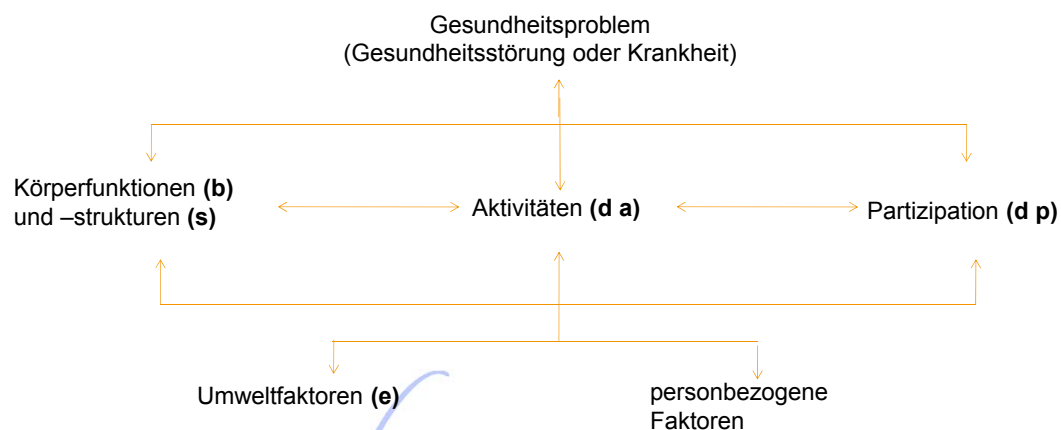 Gesundheitsproblem
(Gesundheitsstörung oder Krankheit)
Körperfunktionen (b)
und –strukturen (s)
Aktivitäten (d a)
Partizipation (d p)
Umweltfaktoren (e)
personbezogene
Faktoren